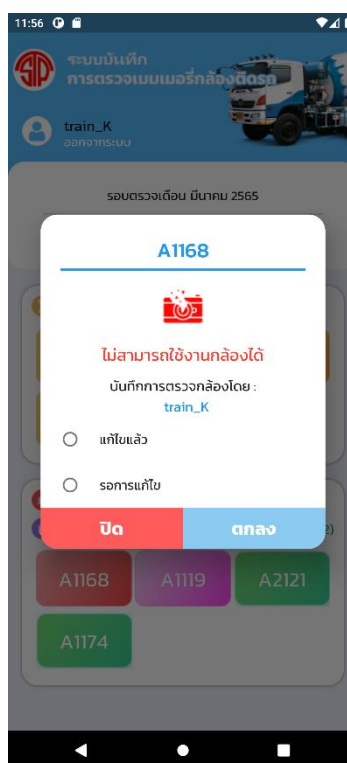 11:56
ระบบบันทึก
การตรวจเมมเมอรี่กล้องติดรถ
train_K
ออกจากระบบ
รอบตรวจเดือน มีนาคม 2565
A1168
ไม่สามารถใช้งานกล้องได้
บันทึกการตรวจกล้องโดย :
train_K
แก้ไขแล้ว
รอการแก้ไข
ปิด
ตกลง
2)
A1168
A1119
A2121
A1174